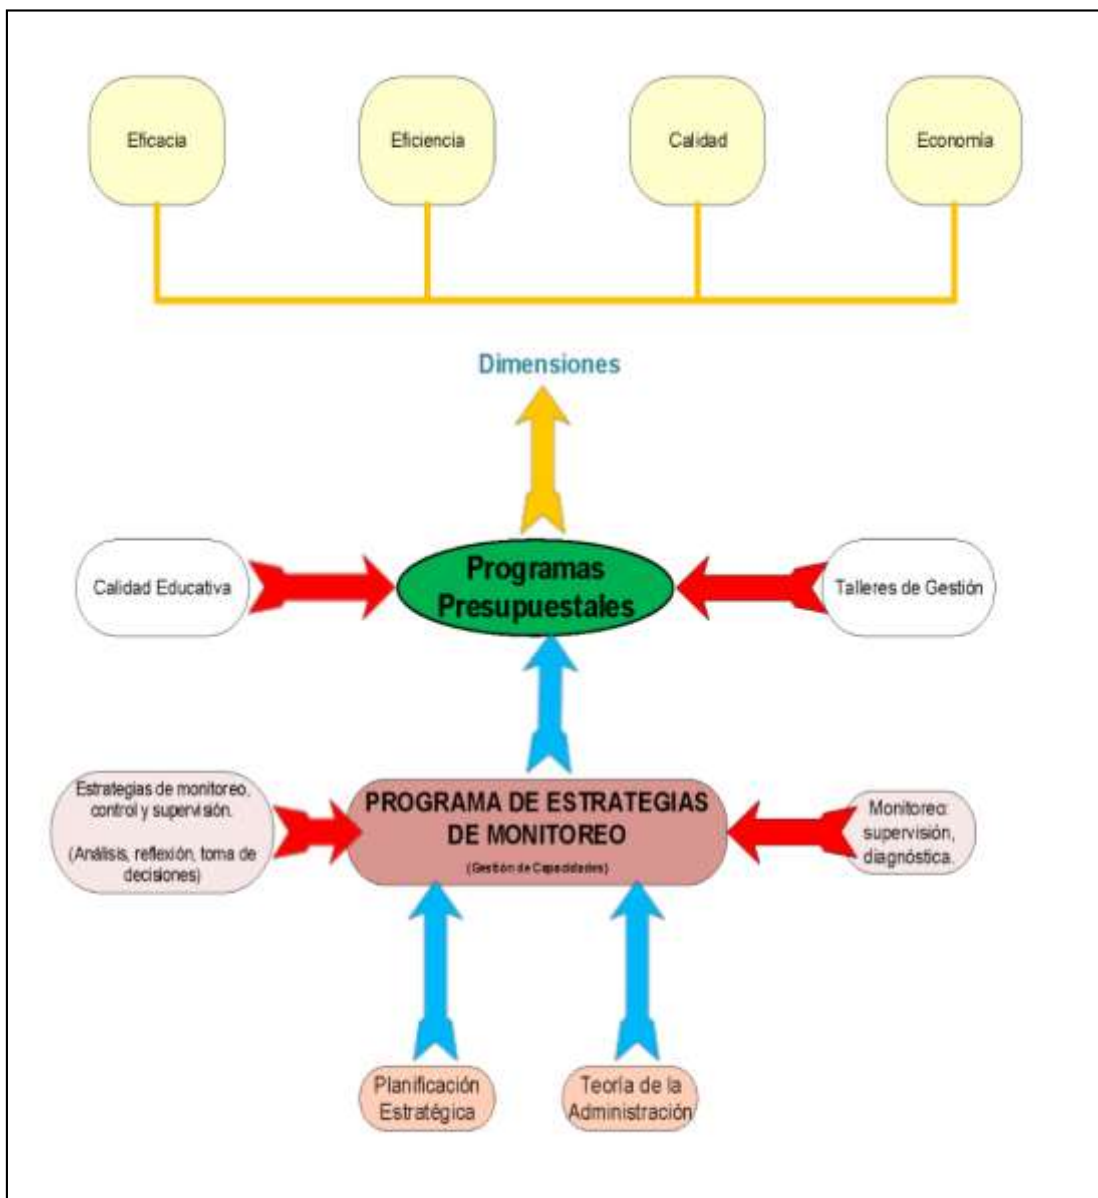 Eficacia
Eficiencia
Calidad
Economía
Dimensiones
Calidad Educativa
Programas
Presupuestales
Talleres de Gestión
Estrategias de monitoreo,
control y supervisión.
(Análisis, reflexión, toma de
decisiones)
PROGRAMA DE ESTRATEGIAS
DE MONITOREO
(Gestión de Capacidades)
Monitoreo:
supervisión,
diagnóstica.
Planificación
Estratégica
Teoría de la
Administración